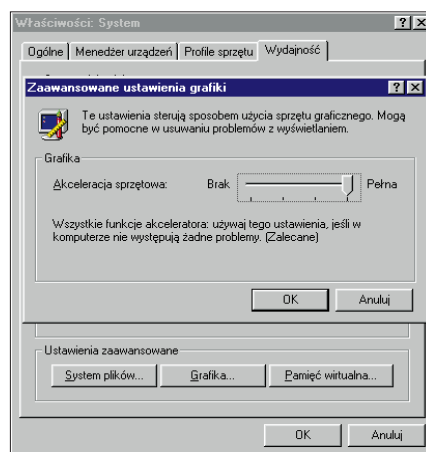 Właściwości: System
Ogólne Menedżer urządzeń Profile sprzętu Wydajność
Zaawansowane ustawienia grafiki
Te ustawienia sterują sposobem użycia sprzętu graficznego. Mogą
być pomocne w usuwaniu problemów z wyświetlaniem.
Grafika
Akceleracja sprzętowa: Brak Pełna
Wszystkie funkcje akceleratora: używaj tego ustawienia, jeśli w
komputerze nie występują żadne problemy. (Zalecane)
OK Anuluj
Ustawienia zaawansowane
System plików... Grafika... Pamięć wirtualna...
OK Anuluj